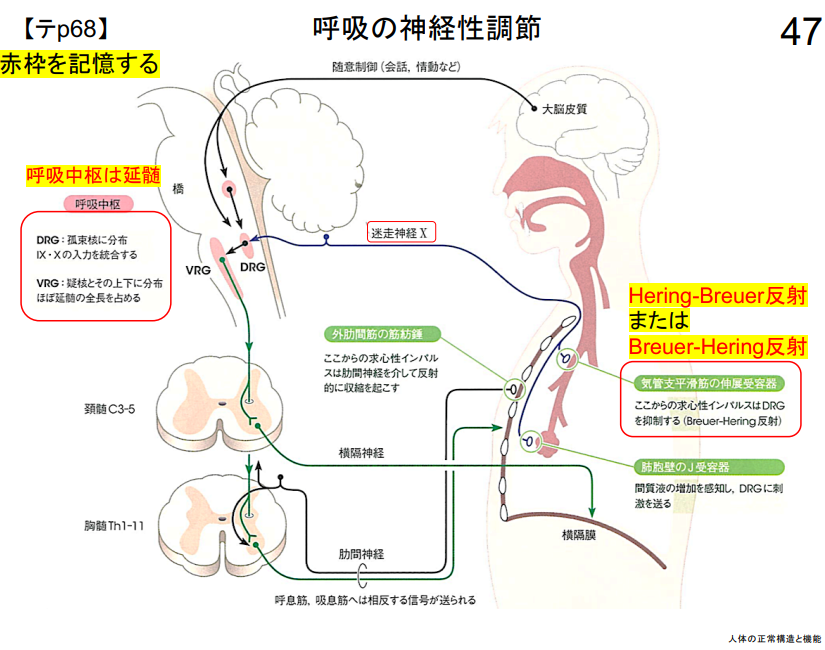 【テp68】
呼吸の神経性調節
47
赤枠を記憶する
随意制御（会話，情動など）
大脳皮質
呼吸中枢は延髄
橋
呼吸中枢
DRG：孤束核に分布
IX・Xの入力を統合する
VRG：疑核とその上下に分布
ほぼ延髄の全長を占める
迷走神経X
VRG
DRG
Hering-Breuer反射
または
Breuer-Hering反射
外肋間筋の筋紡錘
ここからの求心性インパル
スは肋間神経を介して反射
的に収縮を起こす
気管支平滑筋の伸展受容器
ここからの求心性インパルスはDRG
を抑制する（Breuer-Hering反射）
頸髄C3-5
横隔神経
肺胞壁のJ受容器
間質液の増加を感知し，DRGに刺
激を送る
胸髄Th1-11
横隔膜
肋間神経
呼息筋，吸息筋へは相反する信号が送られる
人体の正常構造と機能